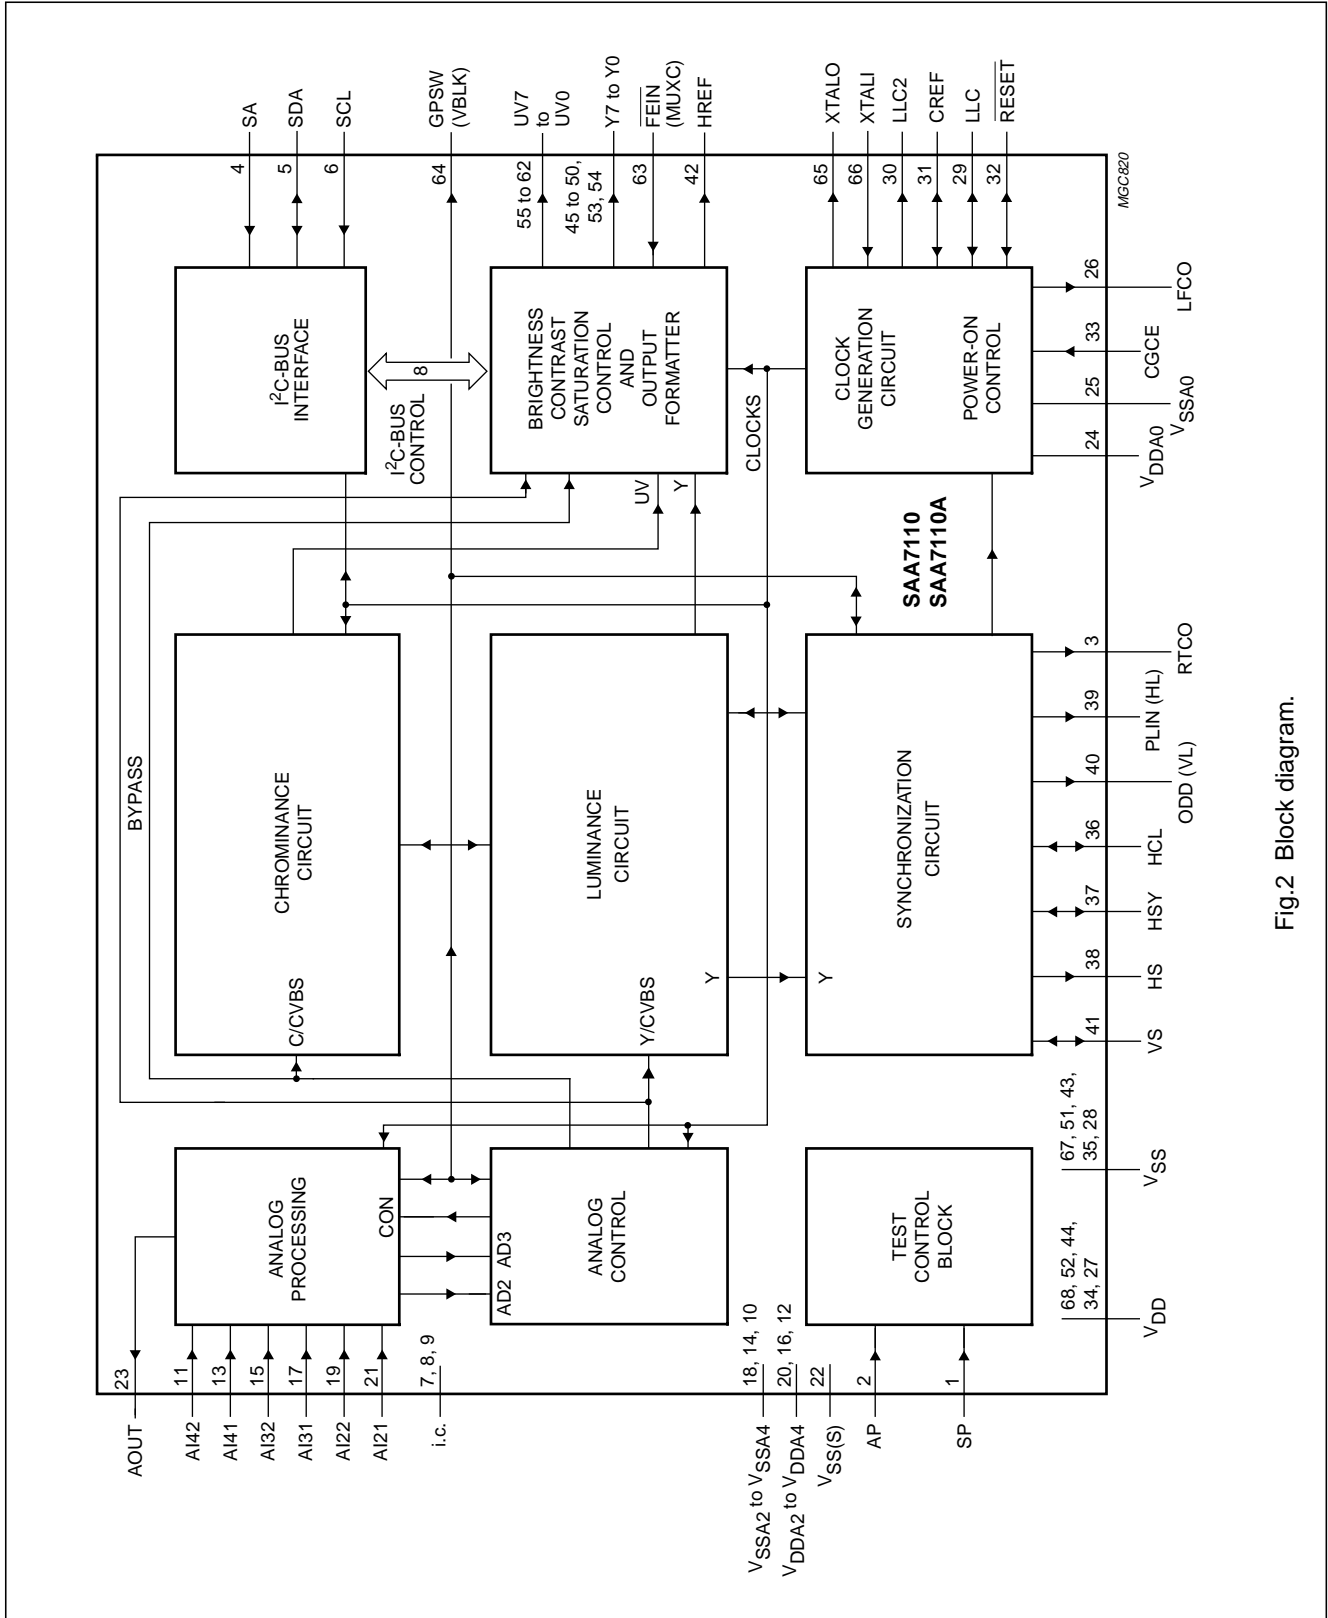 SA
SDA
SCL
GPSW
(VBLK)
UV7
to
UV0
Y7 to Y0
FEIN
(MUXC)
HREF
XTALO
XTALI
LLC2
CREF
LLC
RESET
4
5
6
64
55 to 62
45 to 50,
53, 54
63
42
65
66
30
31
29
32
MGC820
I2C-BUS
INTERFACE
8
I2C-BUS
CONTROL
BRIGHTNESS
CONTRAST
SATURATION
CONTROL
AND
OUTPUT
FORMATTER
UV
Y
CLOCKS
CLOCK
GENERATION
CIRCUIT
POWER-ON
CONTROL
26
LFCO
33
CGCE
25
VSSA0
24
VDDA0
SAA7110
SAA7110A
BYPASS
CHROMINANCE
CIRCUIT
C/CVBS
LUMINANCE
CIRCUIT
Y/CVBS
Y
Y
SYNCHRONIZATION
CIRCUIT
3
RTCO
39
PLIN (HL)
40
ODD (VL)
36
HCL
37
HSY
38
HS
41
VS
ANALOG
PROCESSING
CON
AD2
AD3
ANALOG
CONTROL
TEST
CONTROL
BLOCK
67, 51, 43,
35, 28
VSS
68, 52, 44,
34, 27
VDD
23
11
13
15
17
19
21
7, 8, 9
18, 14, 10
20, 16, 12
22
2
1
AOUT
AI42
AI41
AI32
AI31
AI22
AI21
i.c.
VSSA2 to VSSA4
VDDA2 to VDDA4
VSS(S)
AP
SP
Fig.2 Block diagram.